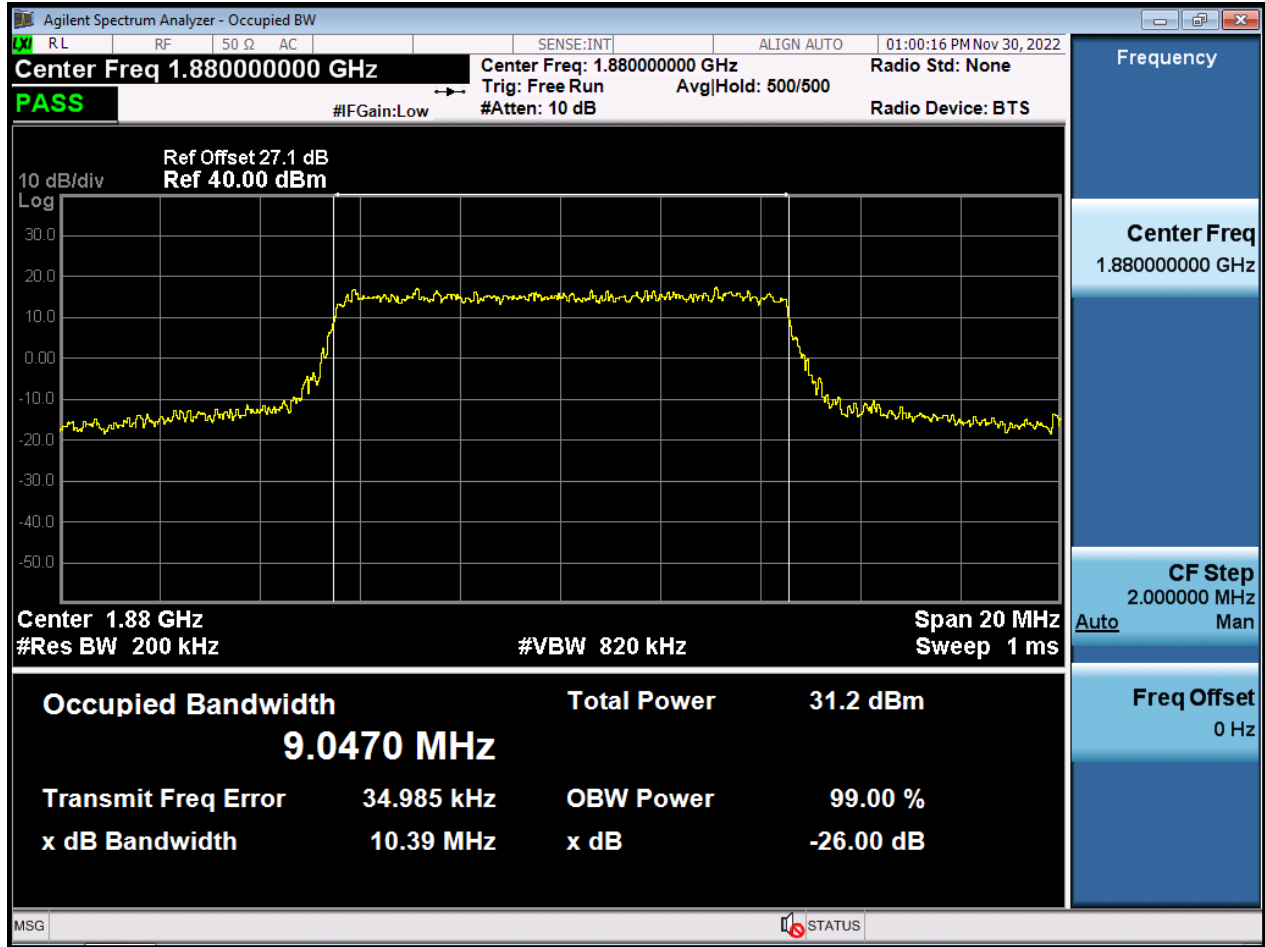 Agilent Spectrum Analyzer - Occupied BW
LXI RL RF 50 Ω AC SENSE:INT ALIGN AUTO 01:00:16 PM Nov 30, 2022
Center Freq 1.880000000 GHz
Center Freq: 1.880000000 GHz
Radio Std: None
Trig: Free Run Avg|Hold: 500/500
PASS
#IFGain:Low
#Atten: 10 dB
Radio Device: BTS
Ref Offset 27.1 dB
10 dB/div
Ref 40.00 dBm
Log
30.0
20.0
10.0
0.00
-10.0
-20.0
-30.0
-40.0
-50.0
Center 1.88 GHz
Span 20 MHz
#Res BW 200 kHz
#VBW 820 kHz
Sweep 1 ms
Occupied Bandwidth
9.0470 MHz
Total Power 31.2 dBm
Transmit Freq Error 34.985 kHz
OBW Power 99.00 %
x dB Bandwidth 10.39 MHz
x dB -26.00 dB
MSG
STATUS
Frequency
Center Freq
1.880000000 GHz
CF Step
2.000000 MHz
Auto Man
Freq Offset
0 Hz